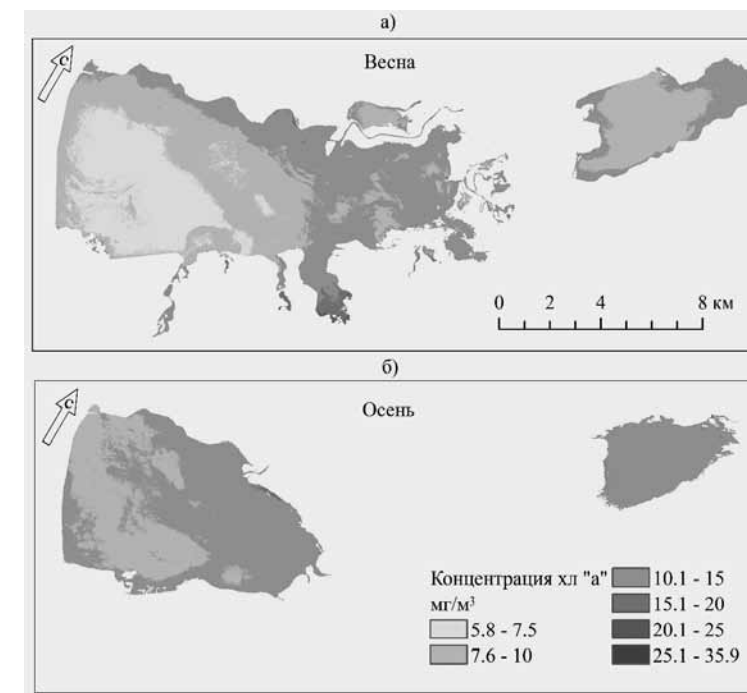 а)
Весна
С
0 2 4 8 км
б)
Осень
С
Концентрация хл "а"
мг/м³
5.8 - 7.5
7.6 - 10
10.1 - 15
15.1 - 20
20.1 - 25
25.1 - 35.9